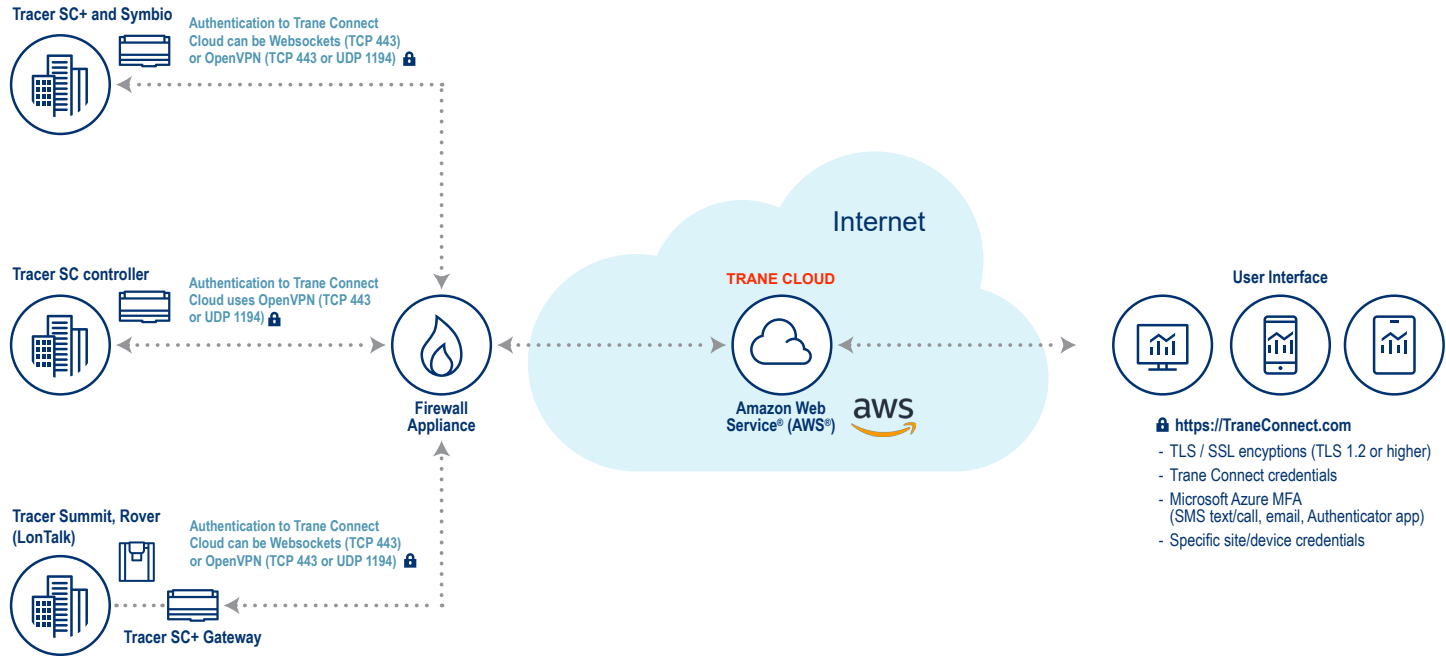 Tracer SC+ and Symbio
Authentication to Trane Connect
Cloud can be Websockets (TCP 443)
or OpenVPN (TCP 443 or UDP 1194)
Tracer SC controller
Authentication to Trane Connect
Cloud uses OpenVPN (TCP 443
or UDP 1194)
Firewall
Appliance
Tracer Summit, Rover
(LonTalk)
Authentication to Trane Connect
Cloud can be Websockets (TCP 443)
or OpenVPN (TCP 443 or UDP 1194)
Tracer SC+ Gateway
Internet
TRANE CLOUD
Amazon Web
Service® (AWS®)
aws
User Interface
https://TraneConnect.com
- TLS / SSL encyptions (TLS 1.2 or higher)
- Trane Connect credentials
- Microsoft Azure MFA
(SMS text/call, email, Authenticator app)
- Specific site/device credentials